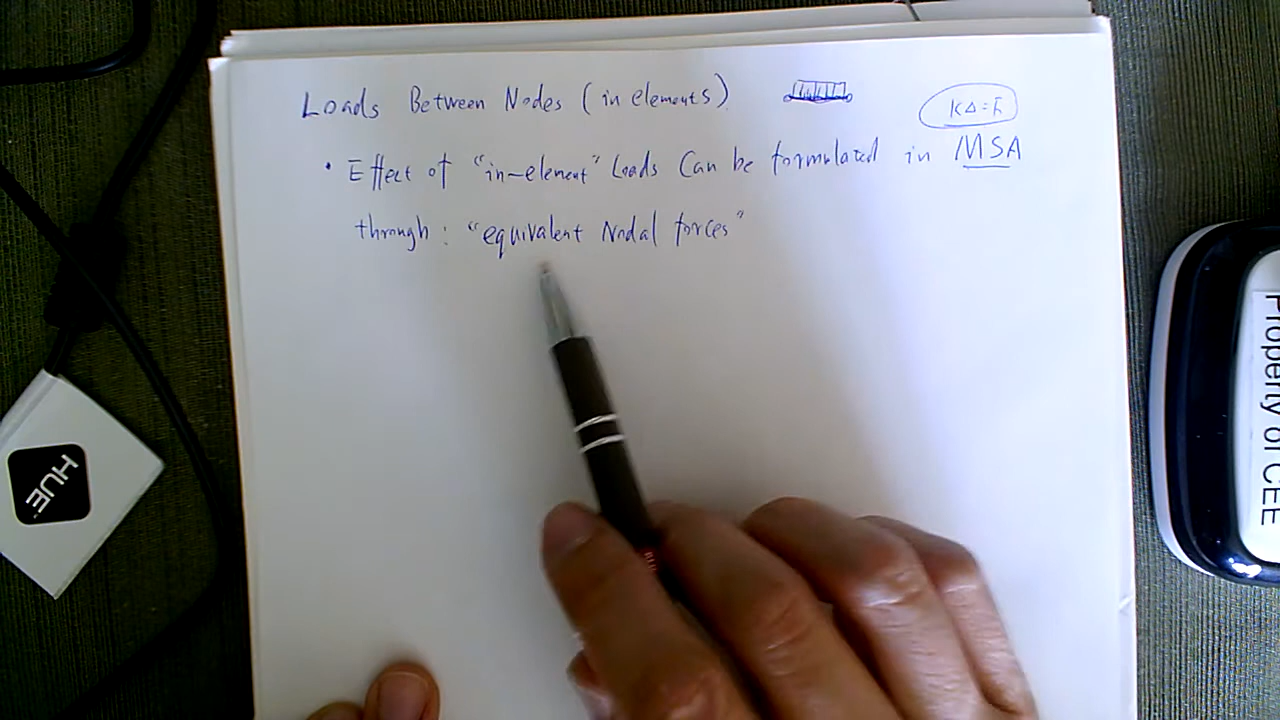 Loads Between Nodes (in elements)
KΔ=F
• Effect of "in-element" Loads Can be formulated in MSA
through: "equivalent Nodal forces"
HUE
Property of CEE